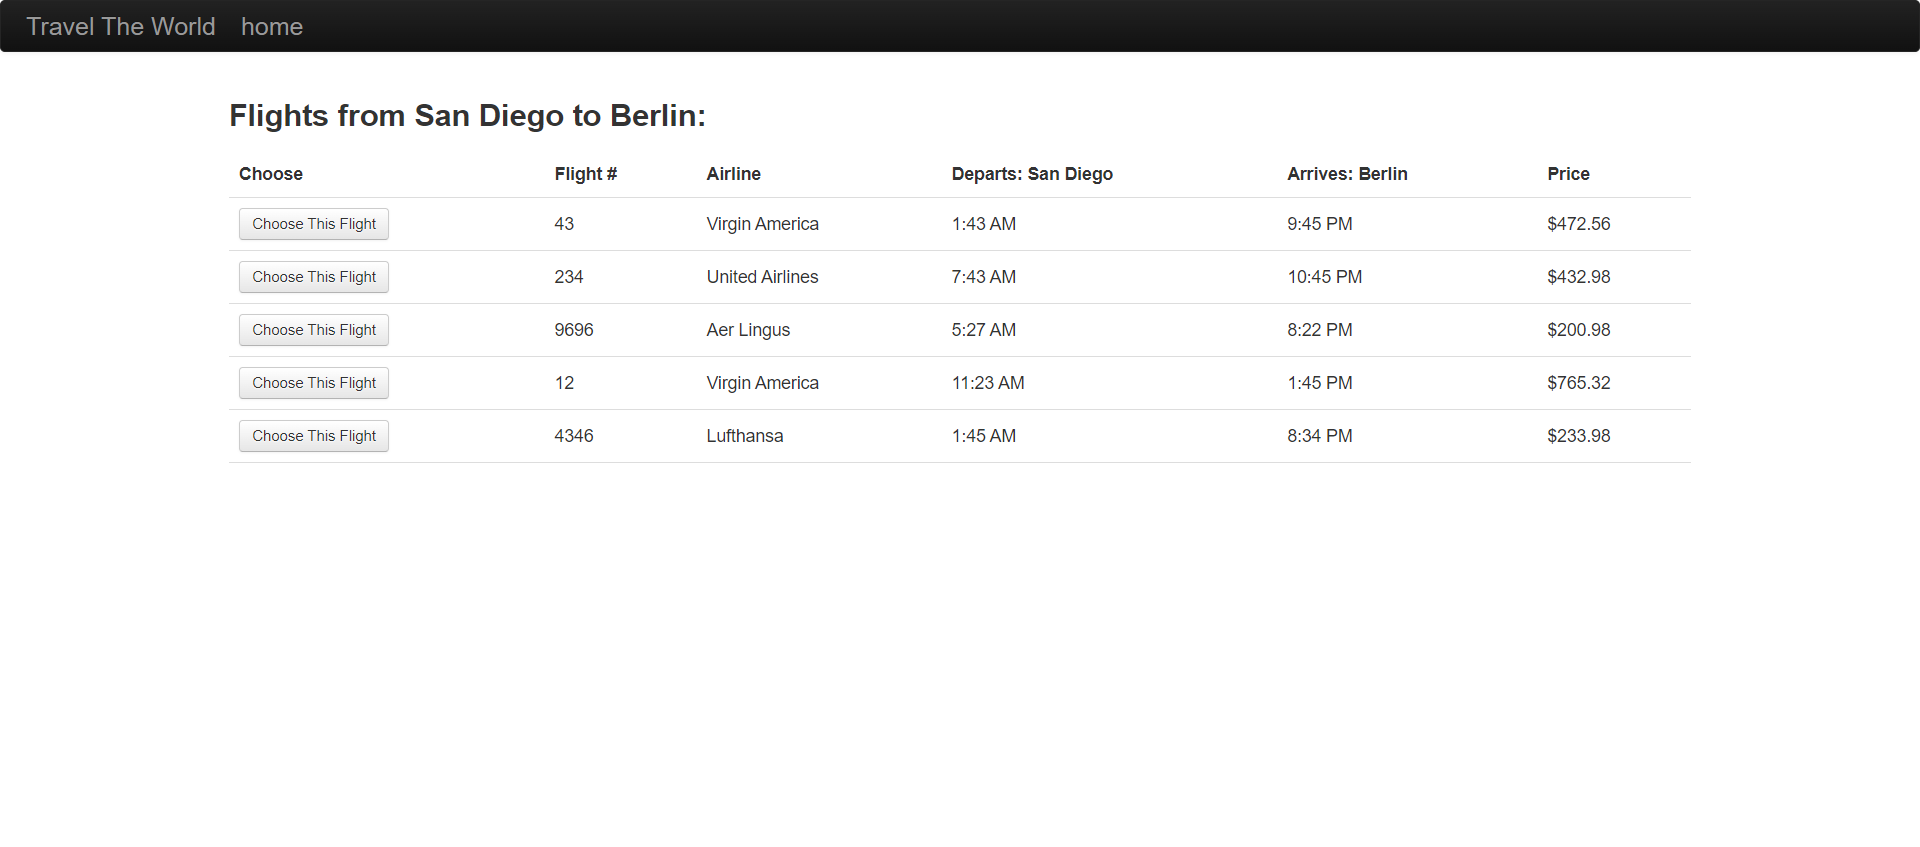 Travel The World home
Flights from San Diego to Berlin:
Choose Flight # Airline Departs: San Diego Arrives: Berlin Price
Choose This Flight 43 Virgin America 1:43 AM 9:45 PM $472.56
Choose This Flight 234 United Airlines 7:43 AM 10:45 PM $432.98
Choose This Flight 9696 Aer Lingus 5:27 AM 8:22 PM $200.98
Choose This Flight 12 Virgin America 11:23 AM 1:45 PM $765.32
Choose This Flight 4346 Lufthansa 1:45 AM 8:34 PM $233.98